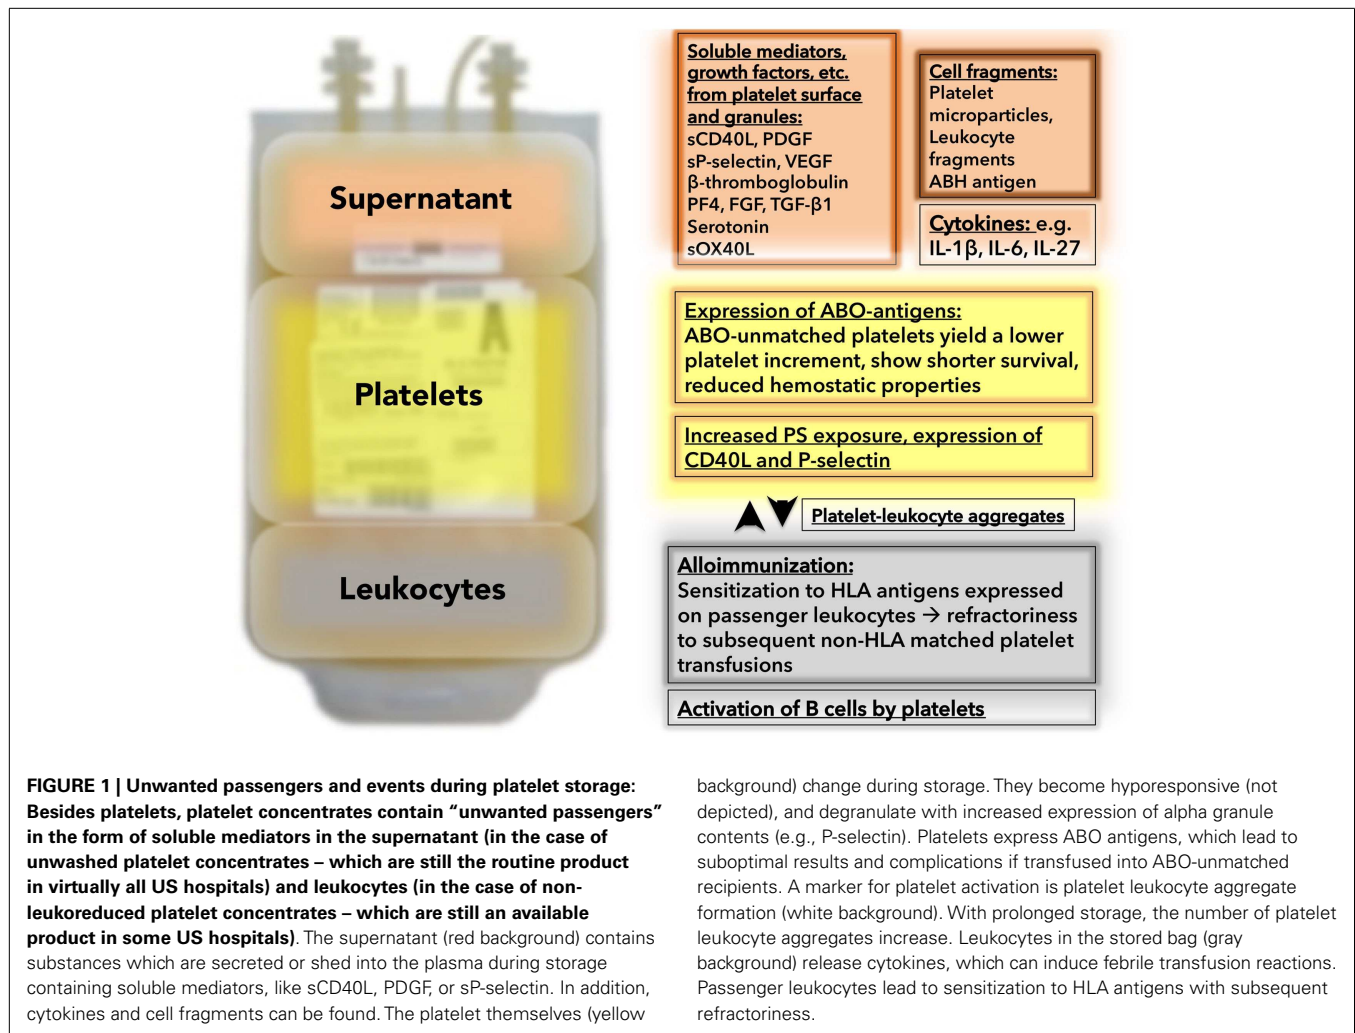 Supernatant
Platelets
A
Leukocytes
Soluble mediators,
growth factors, etc.
from platelet surface
and granules:
sCD40L, PDGF
sP-selectin, VEGF
β-thromboglobulin
PF4, FGF, TGF-β1
Serotonin
sOX40L
Cell fragments:
Platelet
microparticles,
Leukocyte
fragments
ABH antigen
Cytokines: e.g.
IL-1β, IL-6, IL-27
Expression of ABO-antigens:
ABO-unmatched platelets yield a lower
platelet increment, show shorter survival,
reduced hemostatic properties
Increased PS exposure, expression of
CD40L and P-selectin
Platelet-leukocyte aggregates
Alloimmunization:
Sensitization to HLA antigens expressed
on passenger leukocytes → refractoriness
to subsequent non-HLA matched platelet
transfusions
Activation of B cells by platelets
FIGURE 1 | Unwanted passengers and events during platelet storage:
Besides platelets, platelet concentrates contain “unwanted passengers”
in the form of soluble mediators in the supernatant (in the case of
unwashed platelet concentrates – which are still the routine product
in virtually all US hospitals) and leukocytes (in the case of non-
leukoreduced platelet concentrates – which are still an available
product in some US hospitals). The supernatant (red background) contains
substances which are secreted or shed into the plasma during storage
containing soluble mediators, like sCD40L, PDGF, or sP-selectin. In addition,
cytokines and cell fragments can be found. The platelet themselves (yellow
background) change during storage. They become hyporesponsive (not
depicted), and degranulate with increased expression of alpha granule
contents (e.g., P-selectin). Platelets express ABO antigens, which lead to
suboptimal results and complications if transfused into ABO-unmatched
recipients. A marker for platelet activation is platelet leukocyte aggregate
formation (white background). With prolonged storage, the number of platelet
leukocyte aggregates increase. Leukocytes in the stored bag (gray
background) release cytokines, which can induce febrile transfusion reactions.
Passenger leukocytes lead to sensitization to HLA antigens with subsequent
refractoriness.